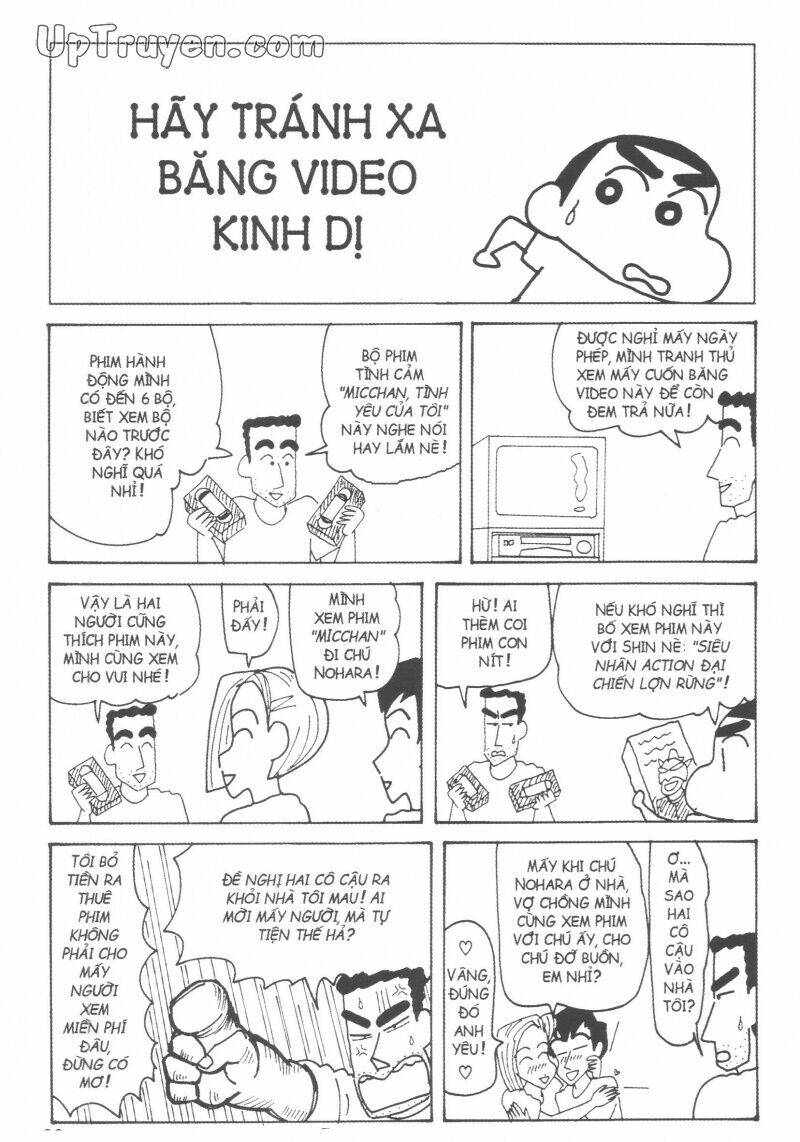 UpTruyen.com
HÃY TRÁNH XA
BĂNG VIDEO
KINH DỊ
ĐƯỢC NGHỈ MẤY NGÀY
PHÉP, MÌNH TRANH THỦ
XEM MẤY CUỐN BĂNG
VIDEO NÀY ĐỂ CÒN
ĐEM TRẢ NỮA!
BỘ PHIM
TÌNH CẢM
"MICCHAN, TÌNH
YÊU CỦA TÔI"
NÀY NGHE NÓI
HAY LẮM NÈ!
PHIM HÀNH
ĐỘNG MÌNH
CÓ ĐẾN 6 BỘ,
BIẾT XEM BỘ
NÀO TRƯỚC
ĐÂY? KHÓ
NGHĨ QUÁ
NHỈ!
NẾU KHÓ NGHĨ THÌ
BỐ XEM PHIM NÀY
VỚI SHIN NÈ: "SIÊU
NHÂN ACTION ĐẠI
CHIẾN LỢN RỪNG"!
HỪ! AI
THÈM COI
PHIM CON
NÍT!
MÌNH
XEM PHIM
"MICCHAN"
ĐI CHÚ
NOHARA!
PHẢI
ĐẤY!
VẬY LÀ HAI
NGƯỜI CŨNG
THÍCH PHIM NÀY,
MÌNH CÙNG XEM
CHO VUI NHÉ!
Ơ...
MÀ
SAO
HAI
CÔ
CẬU
VÀO
NHÀ
TÔI?
MẤY KHI CHÚ
NOHARA Ở NHÀ,
VỢ CHỒNG MÌNH
CÙNG XEM PHIM
VỚI CHÚ ẤY, CHO
CHÚ ĐỠ BUỒN,
EM NHỈ?
VÂNG,
ĐÚNG
ĐÓ
ANH
YÊU!
ĐỀ NGHỊ HAI CÔ CẬU RA
KHỎI NHÀ TÔI MAU! AI
MỜI MẤY NGƯỜI, MÀ TỰ
TIỆN THẾ HẢ?
TÔI BỎ
TIỀN RA
THUÊ
PHIM
KHÔNG
PHẢI CHO
MẤY
NGƯỜI
XEM
MIỄN PHÍ
ĐÂU,
ĐỪNG CÓ
MƠ!